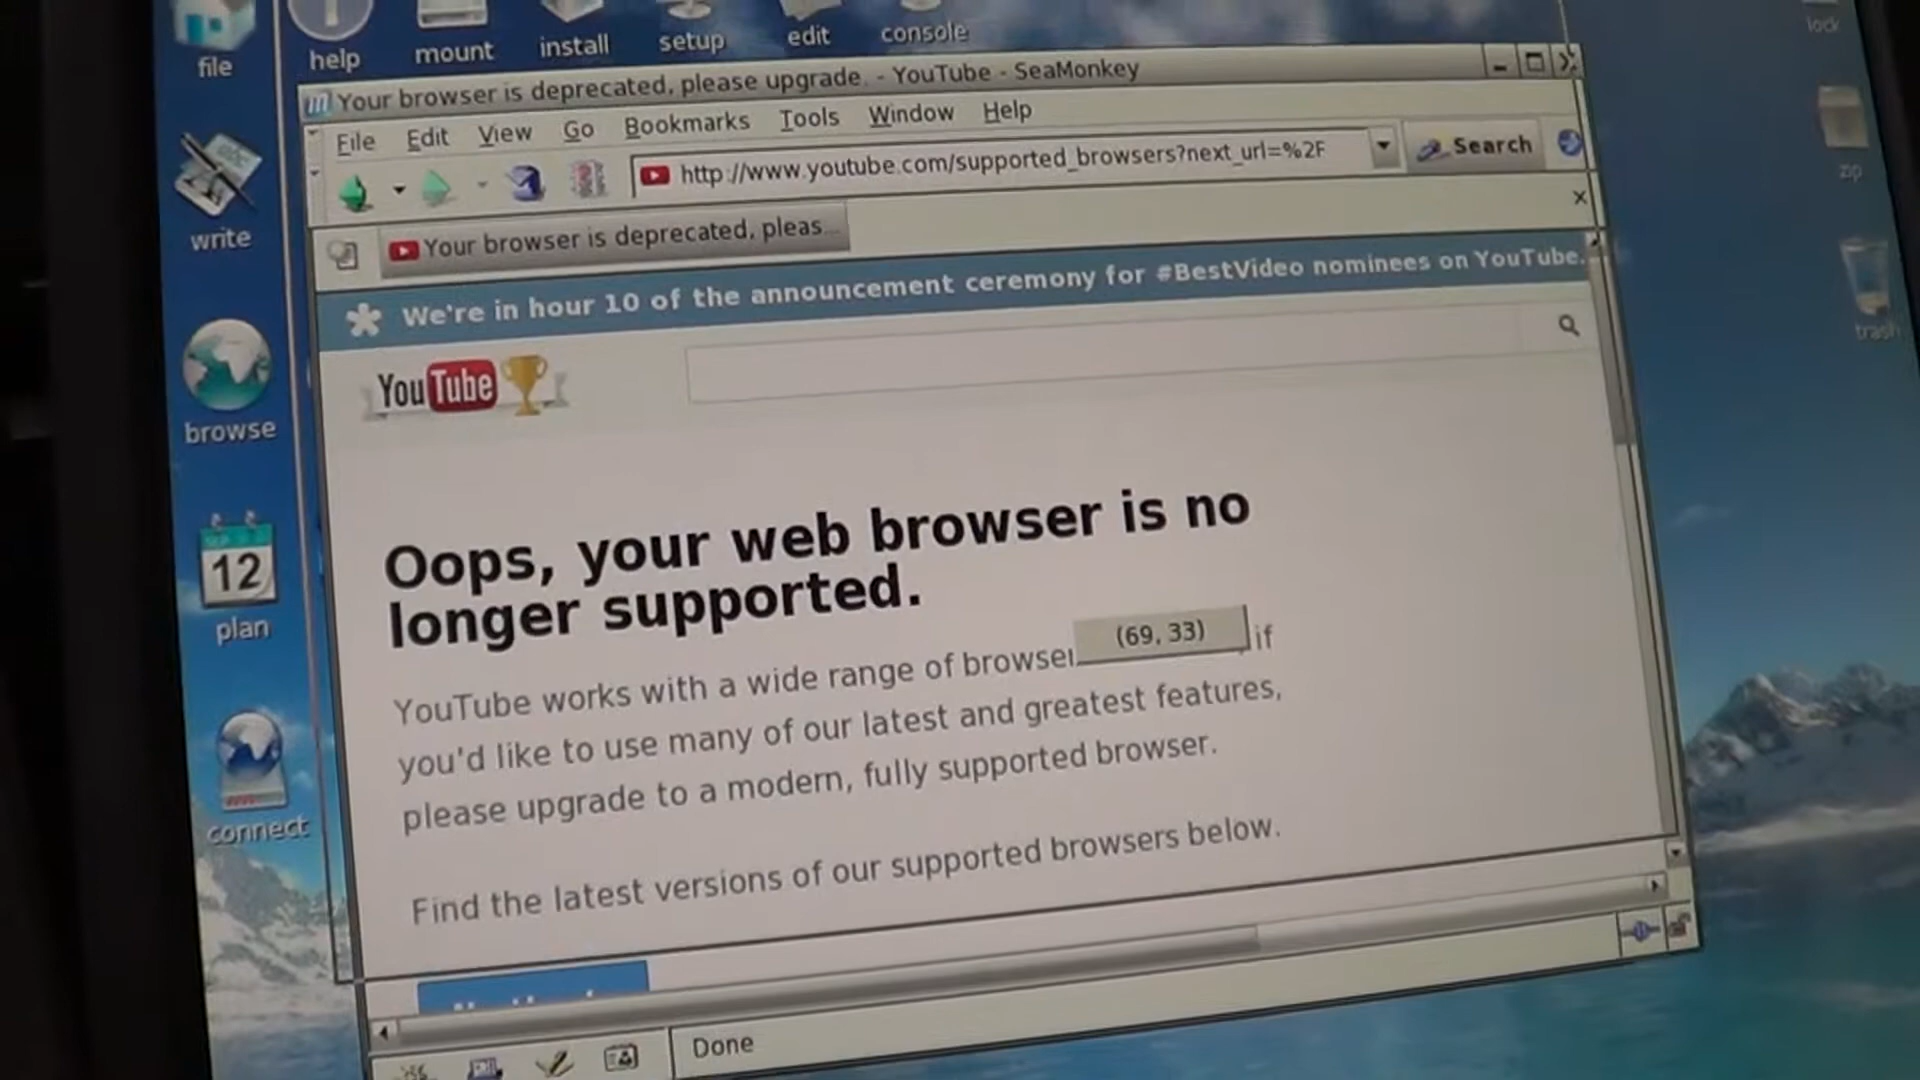 file
help
mount
install
setup
edit
console
lock
Your browser is deprecated, please upgrade. - YouTube - SeaMonkey
File Edit View Go Bookmarks Tools Window Help
write
http://www.youtube.com/supported_browsers?next_url=%2F
Search
zip
Your browser is deprecated, pleas...
We're in hour 10 of the announcement ceremony for #BestVideo nominees on YouTube.
trash
YouTube
browse
Oops, your web browser is no
longer supported.
12
plan
(69, 33)
YouTube works with a wide range of browser if
you'd like to use many of our latest and greatest features,
please upgrade to a modern, fully supported browser.
connect
Find the latest versions of our supported browsers below.
Done